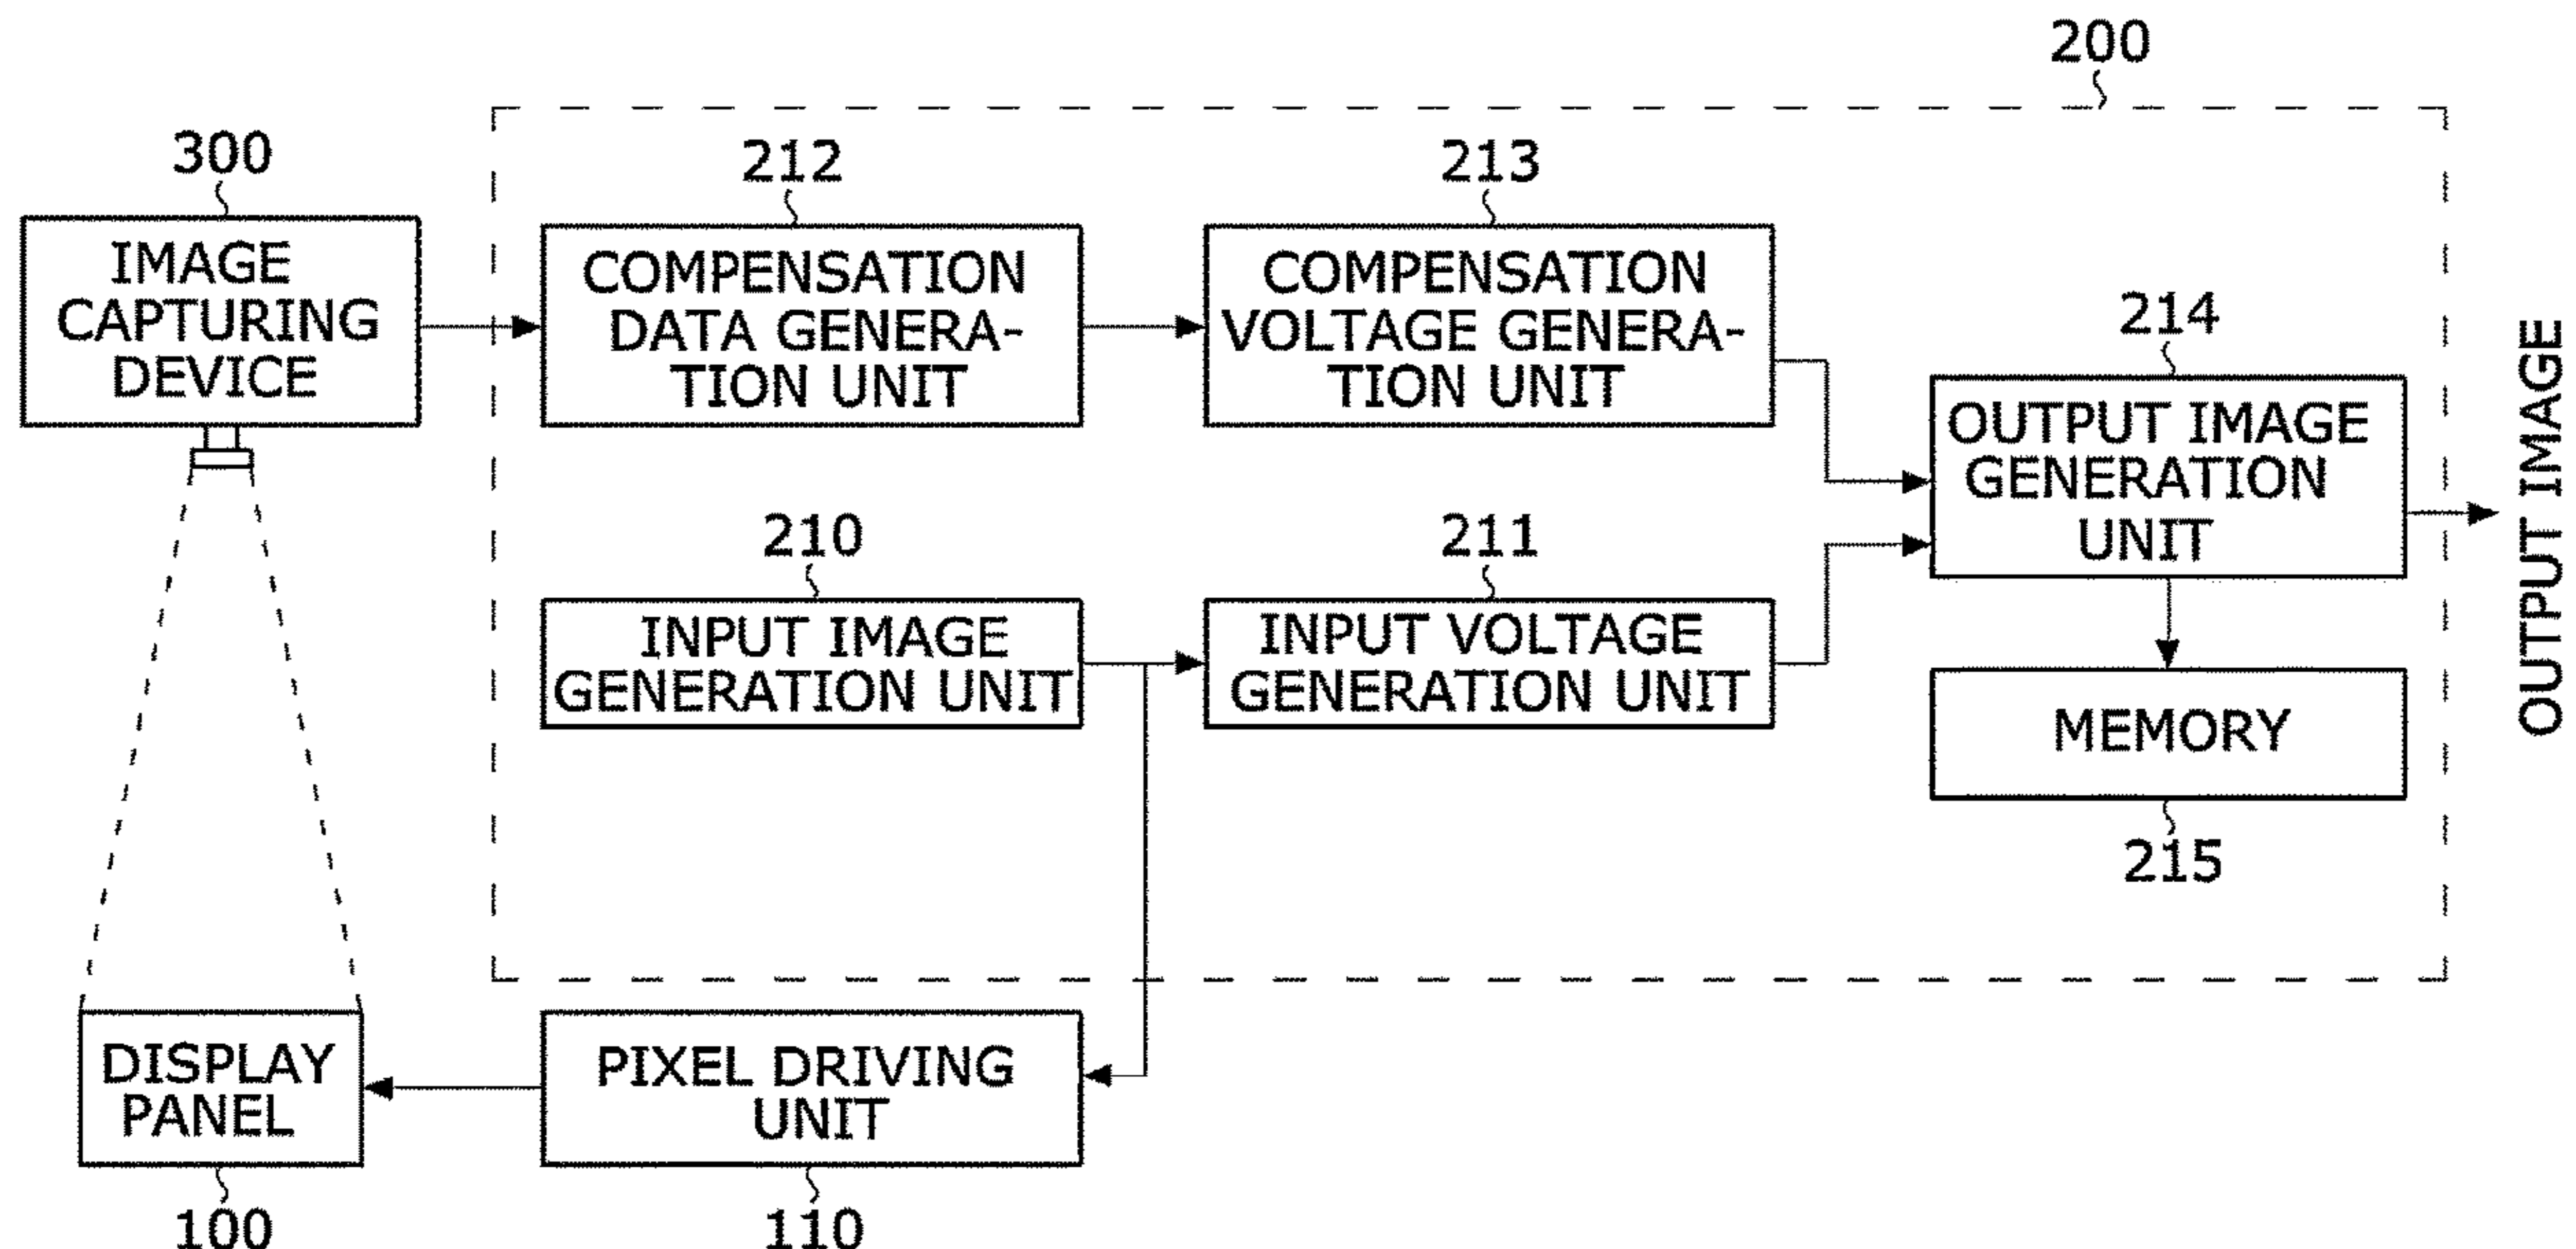 200
300
IMAGE
CAPTURING
DEVICE
212
COMPENSATION
DATA GENERA-
TION UNIT
213
COMPENSATION
VOLTAGE GENERA-
TION UNIT
214
OUTPUT IMAGE
GENERATION
UNIT
OUTPUT IMAGE
210
INPUT IMAGE
GENERATION UNIT
211
INPUT VOLTAGE
GENERATION UNIT
MEMORY
215
DISPLAY
PANEL
100
PIXEL DRIVING
UNIT
110